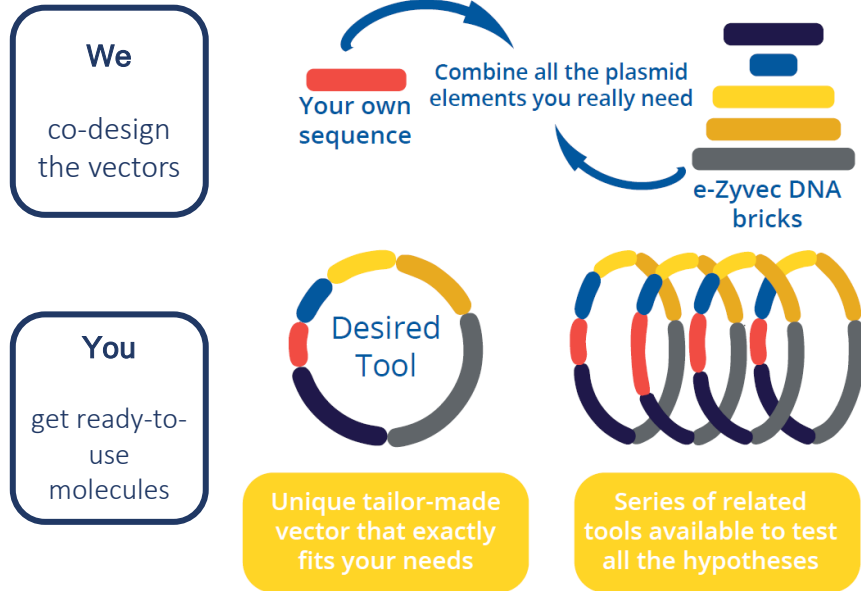 We
co-design
the vectors
Your own
sequence
Combine all the plasmid
elements you really need
e-Zyvec DNA
bricks
You
get ready-to-
use
molecules
Desired
Tool
Unique tailor-made
vector that exactly
fits your needs
Series of related
tools available to test
all the hypotheses